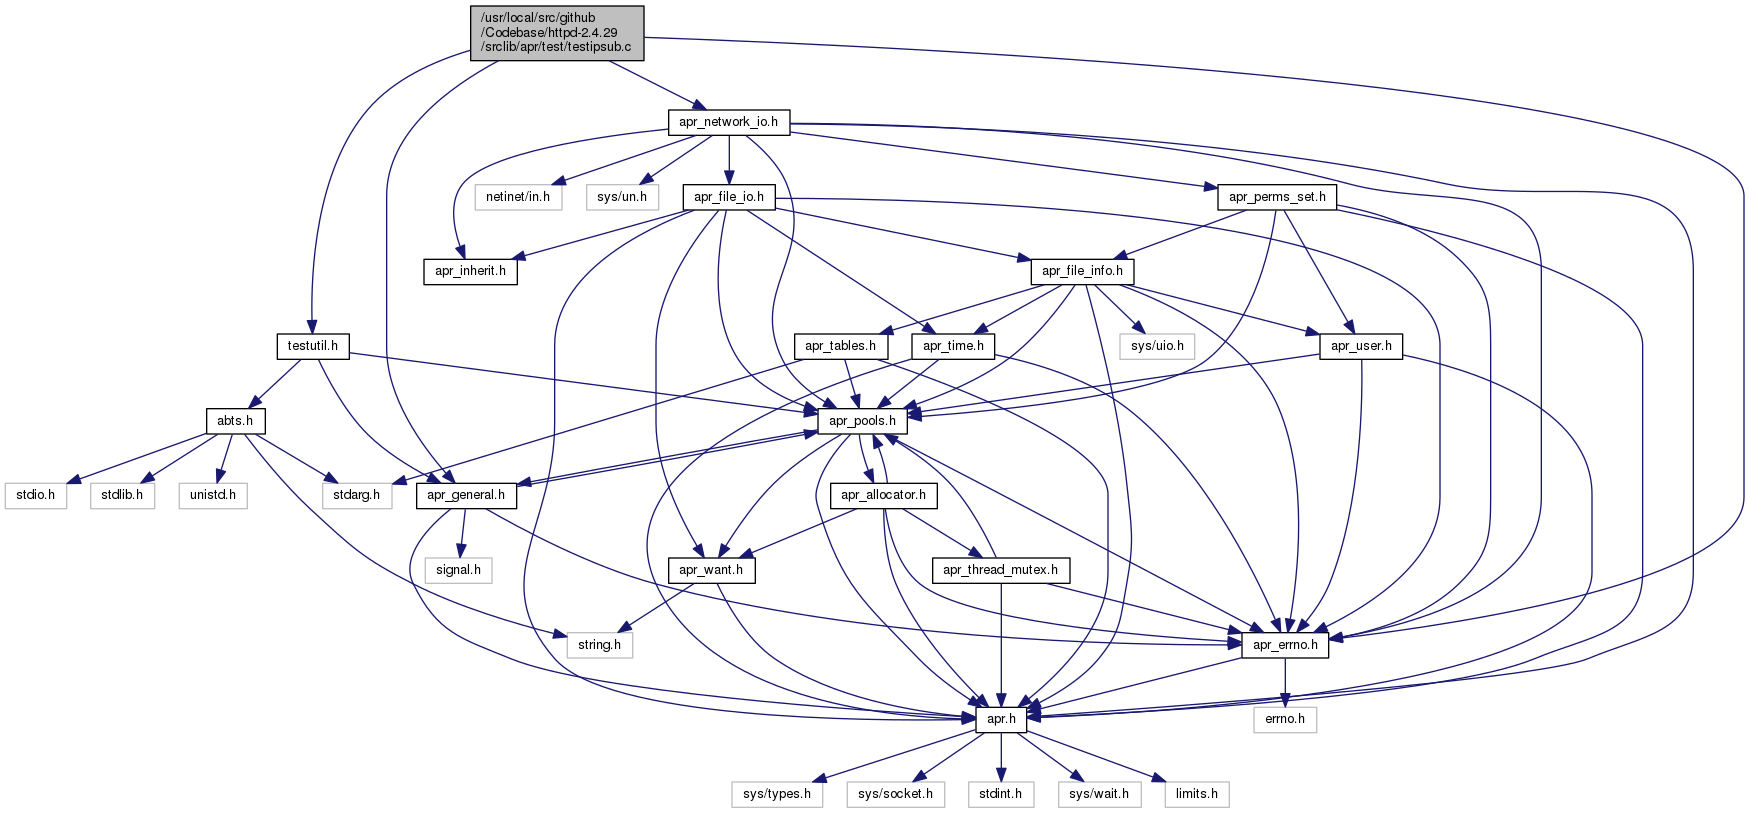 /usr/local/src/github
/Codebase/httpd-2.4.29
/srclib/apr/test/testipsub.c
apr_network_io.h
netinet/in.h
sys/un.h
apr_file_io.h
apr_perms_set.h
apr_inherit.h
apr_file_info.h
testutil.h
apr_tables.h
apr_time.h
sys/uio.h
apr_user.h
abts.h
apr_pools.h
stdio.h
stdlib.h
unistd.h
stdarg.h
apr_general.h
apr_allocator.h
signal.h
apr_want.h
apr_thread_mutex.h
string.h
apr_errno.h
apr.h
errno.h
sys/types.h
sys/socket.h
stdint.h
sys/wait.h
limits.h